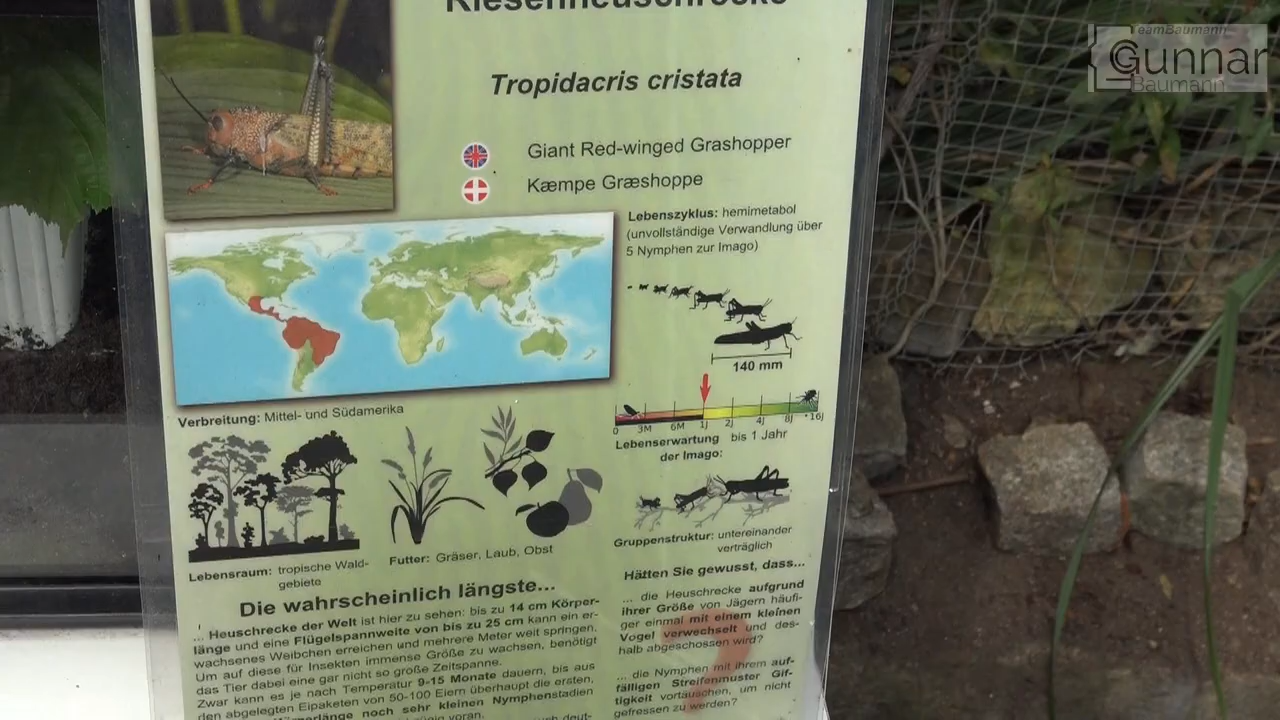 Riesenheuschrecke
Tropidacris cristata
Giant Red-winged Grashopper
Kæmpe Græshoppe
Lebenszyklus: hemimetabol
(unvollständige Verwandlung über
5 Nymphen zur Imago)
140 mm
Verbreitung: Mittel- und Südamerika
0 3M 6M 1J 2J 4J 8J 16J
Lebenserwartung bis 1 Jahr
der Imago:
Lebensraum: tropische Wald-
gebiete
Futter: Gräser, Laub, Obst
Gruppenstruktur: untereinander
verträglich
Die wahrscheinlich längste...
... Heuschrecke der Welt ist hier zu sehen: bis zu 14 cm Körper-
länge und eine Flügelspannweite von bis zu 25 cm kann ein er-
wachsenes Weibchen erreichen und mehrere Meter weit springen.
Um auf diese für Insekten immense Größe zu wachsen, benötigt
das Tier dabei eine gar nicht so große Zeitspanne.
Zwar kann es je nach Temperatur 9-15 Monate dauern, bis aus
den abgelegten Eipaketen von 50-100 Eiern überhaupt die ersten,
noch sehr kleinen Nymphenstadien
voran.
Hätten Sie gewusst, dass...
... die Heuschrecke aufgrund
ihrer Größe von Jägern häufi-
ger einmal mit einem kleinen
Vogel verwechselt und des-
halb abgeschossen wird?
... die Nymphen mit ihrem auf-
fälligen Streifenmuster Gif-
tigkeit vortäuschen, um nicht
gefressen zu werden?
TeamBaumann
Gunnar
Baumann